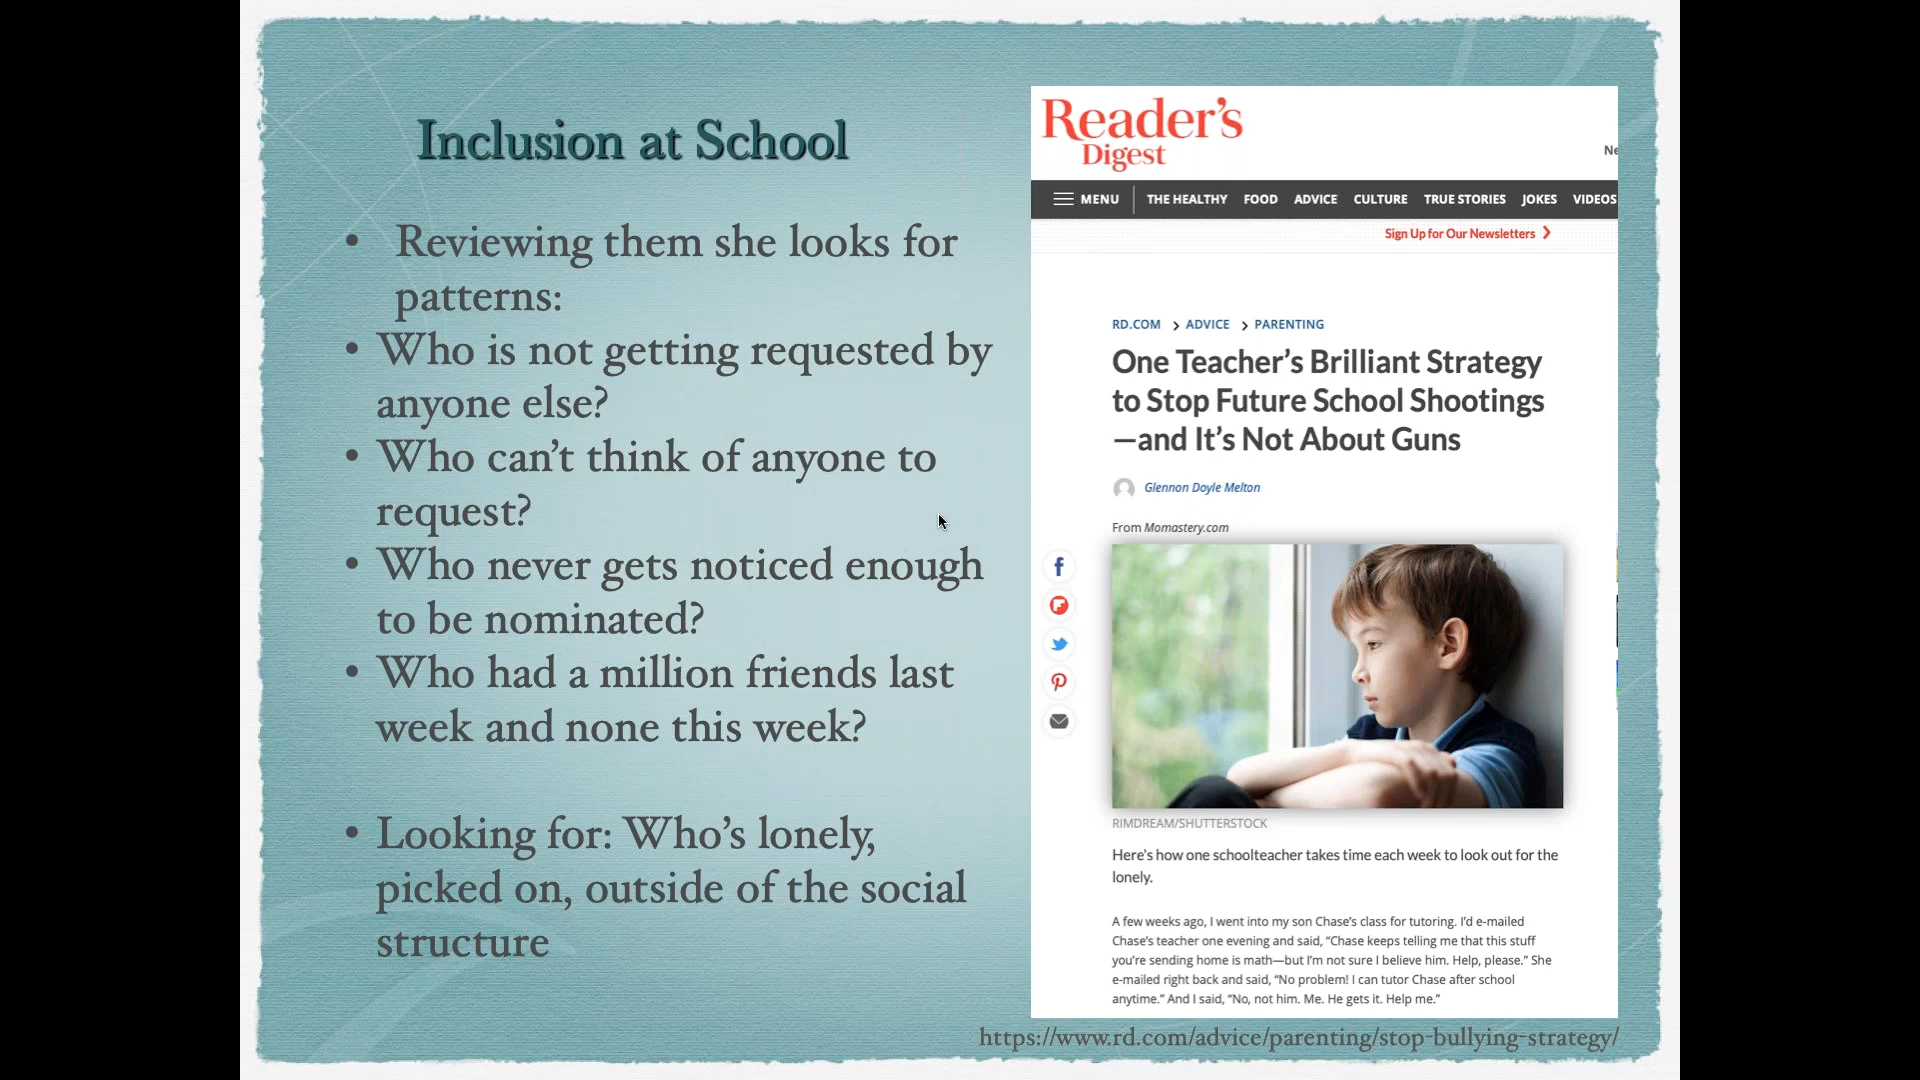 Inclusion at School
• Reviewing them she looks for
patterns:
• Who is not getting requested by
anyone else?
• Who can’t think of anyone to
request?
• Who never gets noticed enough
to be nominated?
• Who had a million friends last
week and none this week?
• Looking for: Who’s lonely,
picked on, outside of the social
structure
Reader’s
Digest
Ne
MENU THE HEALTHY FOOD ADVICE CULTURE TRUE STORIES JOKES VIDEOS
Sign Up for Our Newsletters
RD.COM ADVICE PARENTING
One Teacher’s Brilliant Strategy
to Stop Future School Shootings
—and It’s Not About Guns
Glennon Doyle Melton
From Momastery.com
RIMDREAM/SHUTTERSTOCK
Here's how one schoolteacher takes time each week to look out for the
lonely.
A few weeks ago, I went into my son Chase’s class for tutoring. I’d e-mailed
Chase’s teacher one evening and said, “Chase keeps telling me that this stuff
you’re sending home is math—but I’m not sure I believe him. Help, please.” She
e-mailed right back and said, “No problem! I can tutor Chase after school
anytime.” And I said, “No, not him. Me. He gets it. Help me.”
https://www.rd.com/advice/parenting/stop-bullying-strategy/